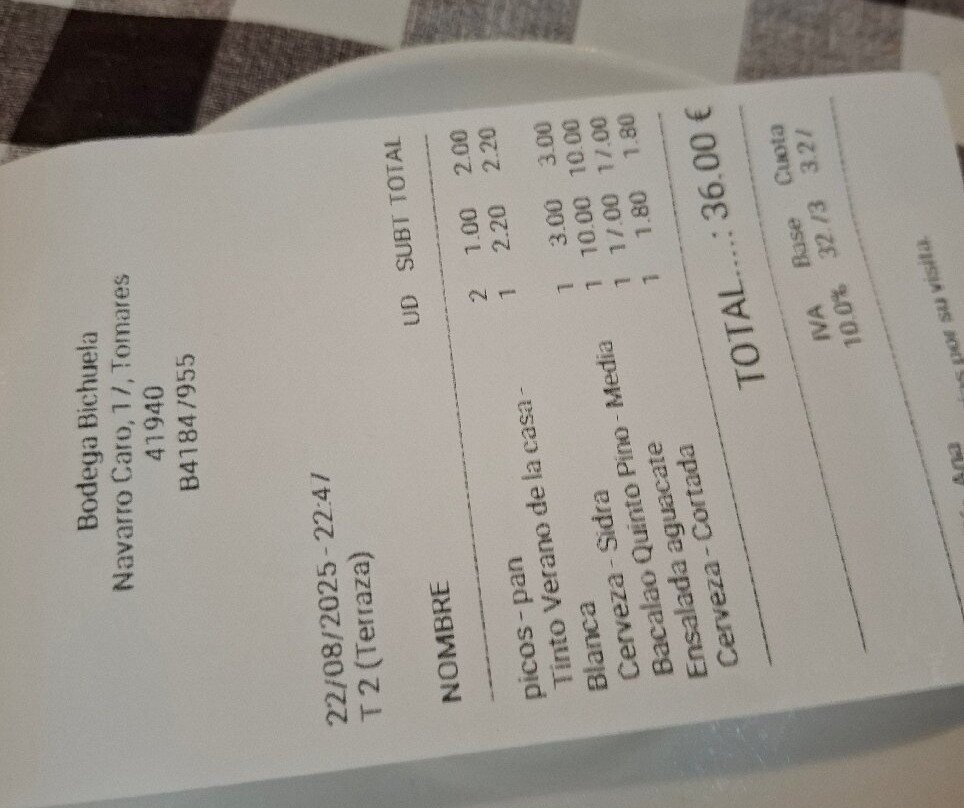 Bodega Bichuela
Navarro Caro, 17, Tomares
41940
B41847955
22/08/2025 - 22:47
T 2 (Terraza)
NOMBRE UD SUBT TOTAL
picos - pan 2 1.00 2.00
Tinto Verano de la casa - 1 2.20 2.20
Blanca
Cerveza - Sidra 1 3.00 3.00
Bacalao Quinto Pino - Media 1 10.00 10.00
Ensalada aguacate 1 17.00 17.00
Cerveza - Cortada 1 1.80 1.80
TOTAL....: 36.00 €
IVA Base Cuota
10.0% 32.73 3.27
Ana
por su visita.